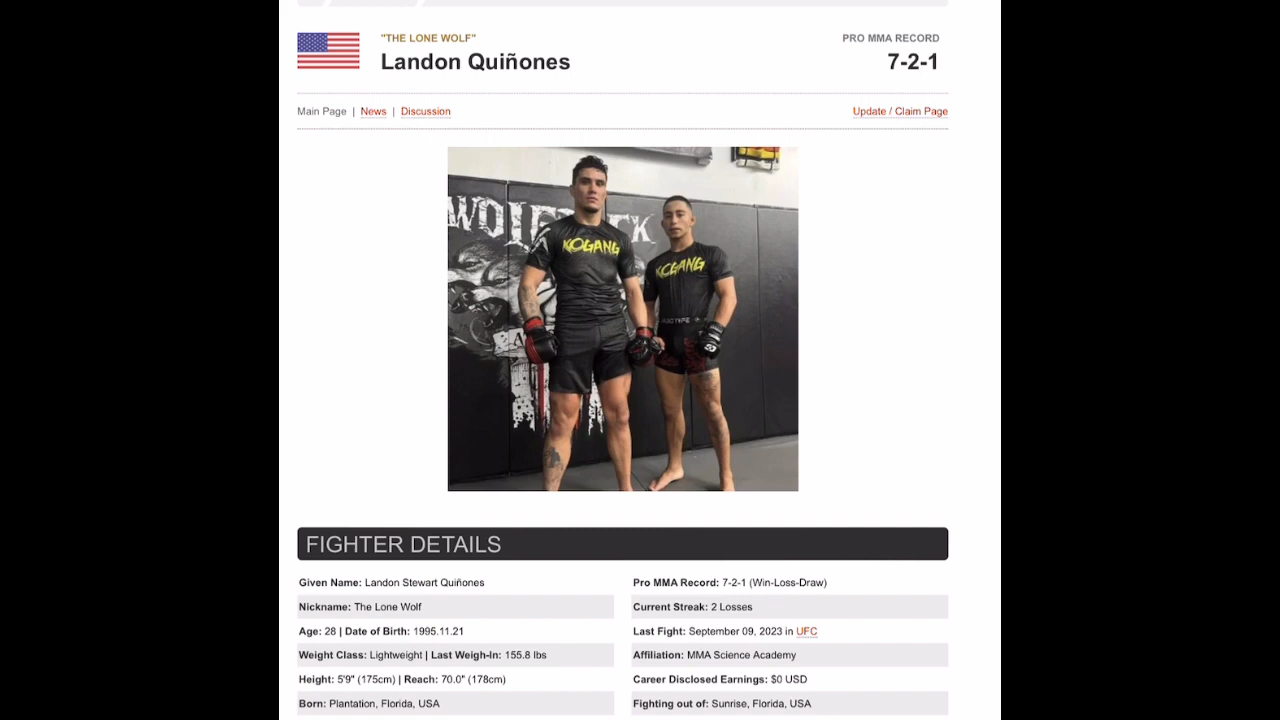 "THE LONE WOLF"
PRO MMA RECORD
Landon Quiñones
7-2-1
Main Page | News | Discussion
Update / Claim Page
KOGANG
KOGANG
FIGHTER DETAILS
Given Name: Landon Stewart Quiñones
Pro MMA Record: 7-2-1 (Win-Loss-Draw)
Nickname: The Lone Wolf
Current Streak: 2 Losses
Age: 28 | Date of Birth: 1995.11.21
Last Fight: September 09, 2023 in UFC
Weight Class: Lightweight | Last Weigh-In: 155.8 lbs
Affiliation: MMA Science Academy
Height: 5'9" (175cm) | Reach: 70.0" (178cm)
Career Disclosed Earnings: $0 USD
Born: Plantation, Florida, USA
Fighting out of: Sunrise, Florida, USA